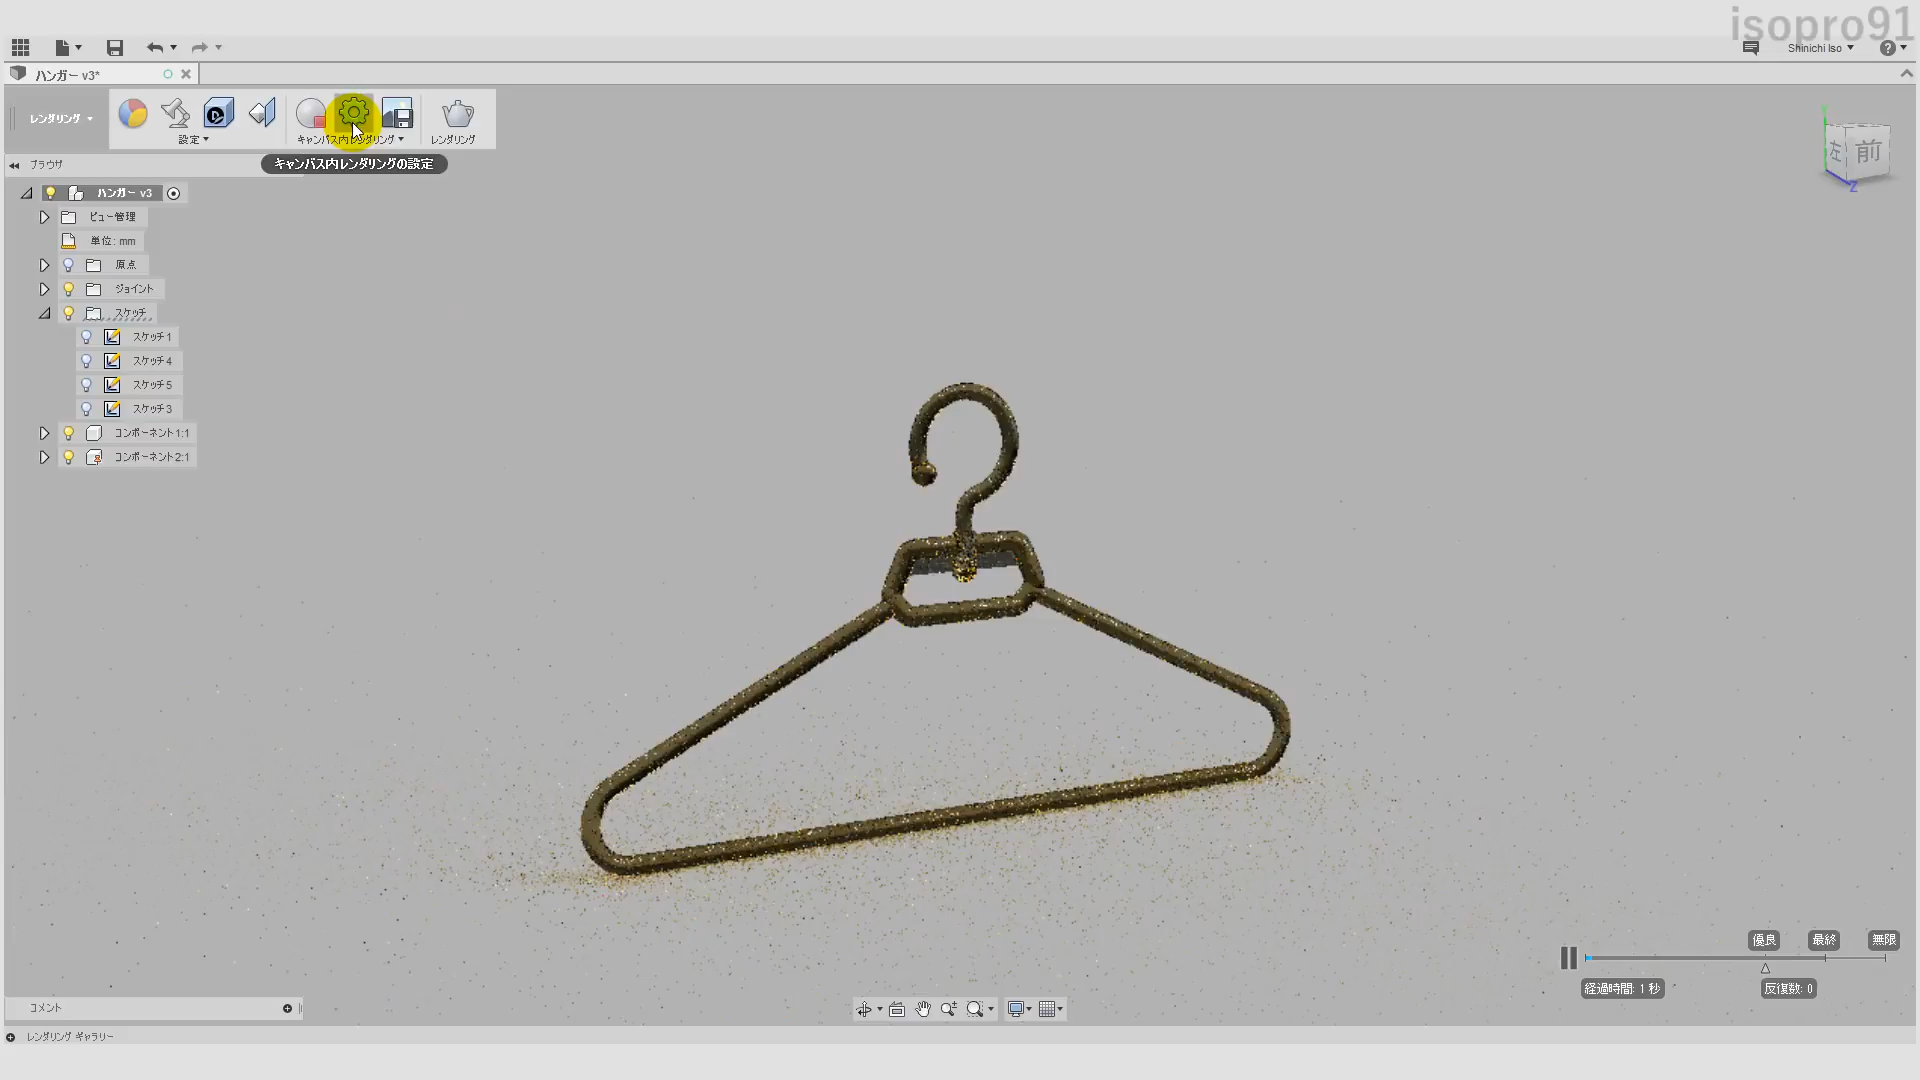 isopro91
Shinichi Iso
ハンガー v3*
レンダリング
設定
キャンバス内レンダリング
レンダリング
キャンバス内レンダリングの設定
ブラウザ
ハンガー v3
ビュー管理
単位: mm
原点
ジョイント
スケッチ
スケッチ1
スケッチ4
スケッチ5
スケッチ3
コンポーネント1:1
コンポーネント2:1
左
前
Z
優良
最終
無限
経過時間: 1 秒
反復数: 0
コメント
レンダリング ギャラリー